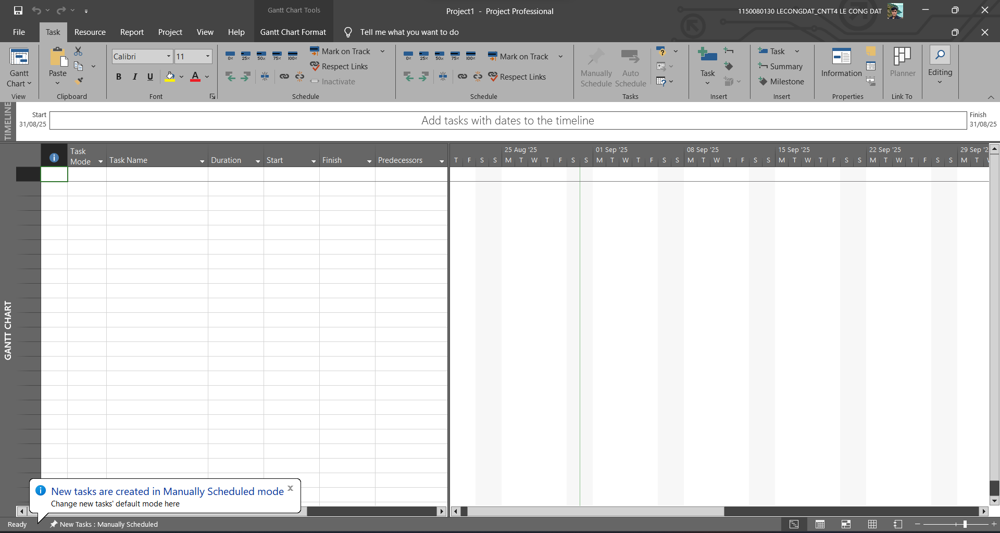 Gantt Chart Tools
Project1 - Project Professional
1150080130 LECONGDAT_CNTT4 LE CONG DAT
File Task Resource Report Project View Help Gantt Chart Format Tell me what you want to do
Gantt
Chart
View
Paste
Clipboard
Calibri 11
B I U A
Font
0% 25% 50% 75% 100%
Mark on Track
Respect Links
Inactivate
Schedule
0% 25% 50% 75% 100%
Mark on Track
Respect Links
Schedule
Manually
Schedule
Auto
Schedule
Tasks
Task
Insert
Task
Summary
Milestone
Insert
Information
Properties
Planner
Link To
Editing
TIMELINE
Start
31/08/25
Add tasks with dates to the timeline
Finish
31/08/25
Task
Mode
Task Name Duration Start Finish Predecessors
25 Aug '25 01 Sep '25 08 Sep '25 15 Sep '25 22 Sep '25 29 Sep '2
T F S S M T W T F S S M T W T F S S M T W T F S S M T W T F S S M T W T F S S M T
GANTT CHART
New tasks are created in Manually Scheduled mode
Change new tasks' default mode here
Ready New Tasks : Manually Scheduled